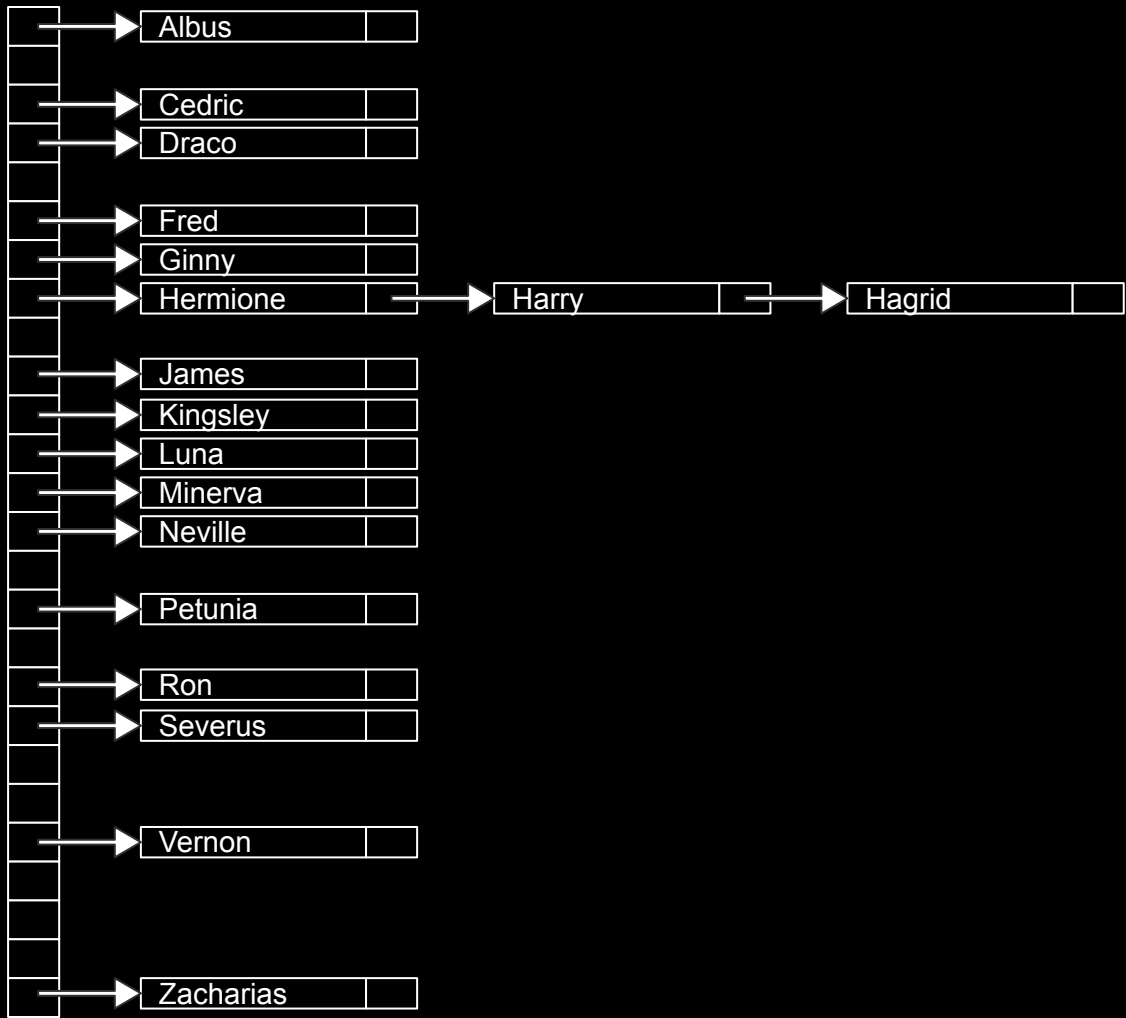 Albus
Cedric
Draco
Fred
Ginny
Hermione Harry Hagrid
James
Kingsley
Luna
Minerva
Neville
Petunia
Ron
Severus
Vernon
Zacharias